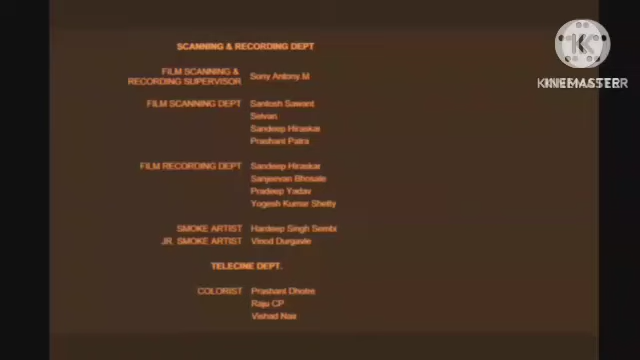 SCANNING & RECORDING DEPT
FILM SCANNING &
RECORDING SUPERVISOR Sony Antony M
FILM SCANNING DEPT Santosh Sawant
Selvan
Sandeep Hiraskar
Prashant Patra
FILM RECORDING DEPT Sandeep Hiraskar
Sanjeevan Bhosale
Pradeep Yadav
Yogesh Kumar Shetty
SMOKE ARTIST Hardeep Singh Sembi
JR. SMOKE ARTIST Vinod Durgavle
TELECINE DEPT.
COLORIST Prashant Dhotre
Raju CP
Vishad Nair
KINEMASTER